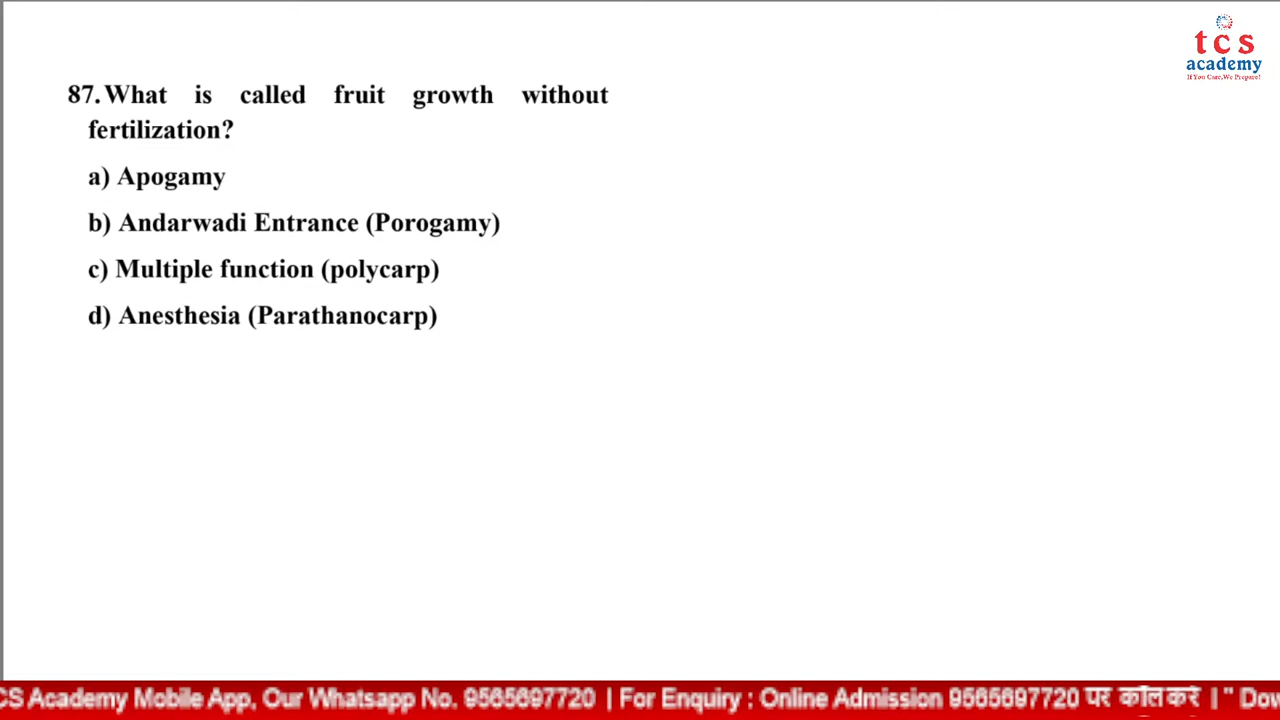 tcs
academy
If You Care,We Prepare!
87. What is called fruit growth without
fertilization?
a) Apogamy
b) Andarwadi Entrance (Porogamy)
c) Multiple function (polycarp)
d) Anesthesia (Parathanocarp)
CS Academy Mobile App, Our Whatsapp No. 9565697720 | For Enquiry : Online Admission 9565697720 पर कॉल करें | " Dow